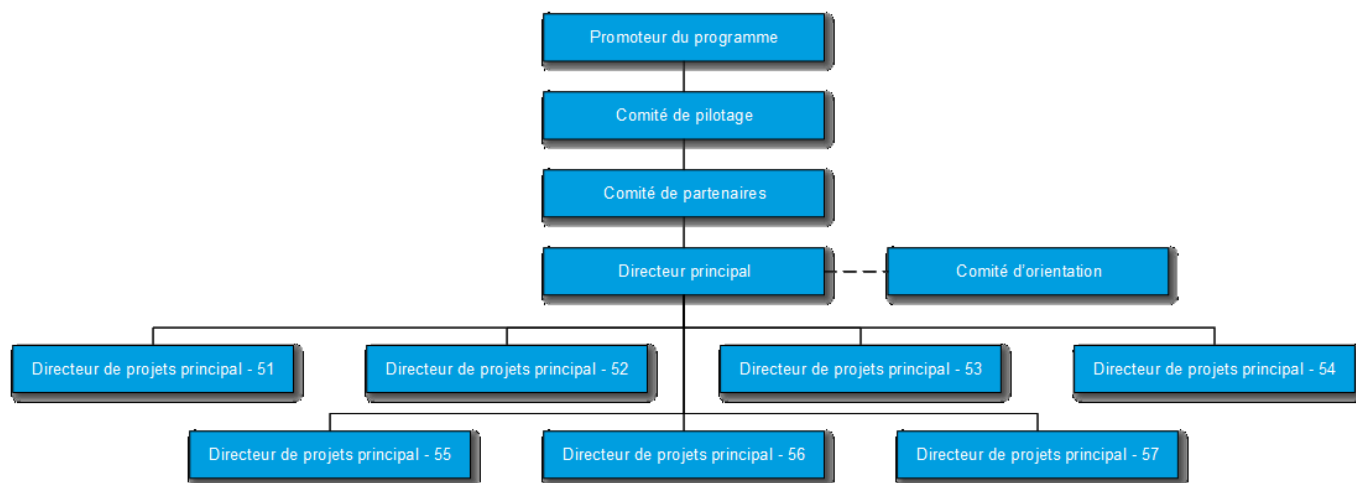 Promoteur du programme
Comité de pilotage
Comité de partenaires
Directeur principal
Comité d'orientation
Directeur de projets principal - 51
Directeur de projets principal - 52
Directeur de projets principal - 53
Directeur de projets principal - 54
Directeur de projets principal - 55
Directeur de projets principal - 56
Directeur de projets principal - 57